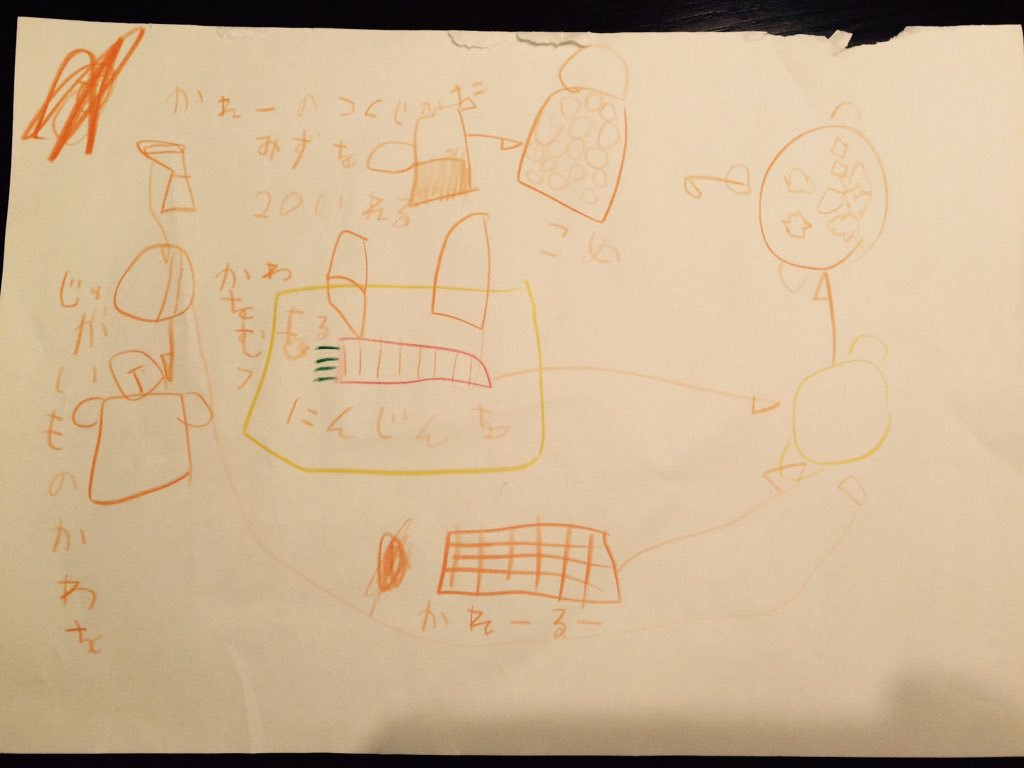 かれーのつくりかた
みずを
20いれる
こめ
じゃがいものかわを
かわをむく
にんじんを
きる
かれーるー